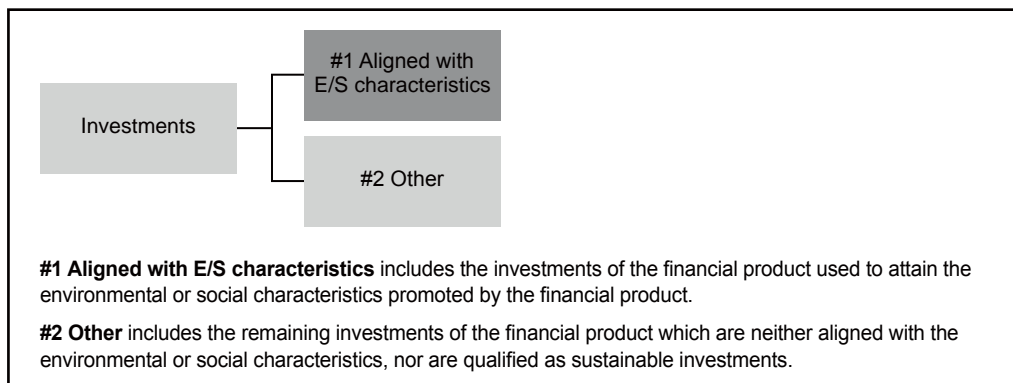 #1 Aligned with
E/S characteristics
Investments
#2 Other
#1 Aligned with E/S characteristics includes the investments of the financial product used to attain the
environmental or social characteristics promoted by the financial product.
#2 Other includes the remaining investments of the financial product which are neither aligned with the
environmental or social characteristics, nor are qualified as sustainable investments.